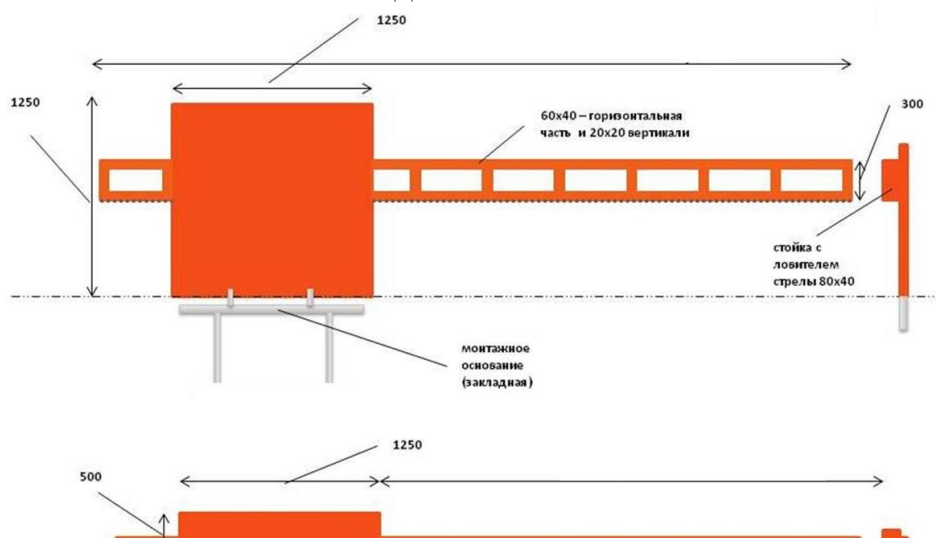 1250
1250
300
60х40 – горизонтальная
часть и 20х20 вертикали
стойка с
ловителем
стрелы 80х40
монтажное
основание
(закладная)
1250
500